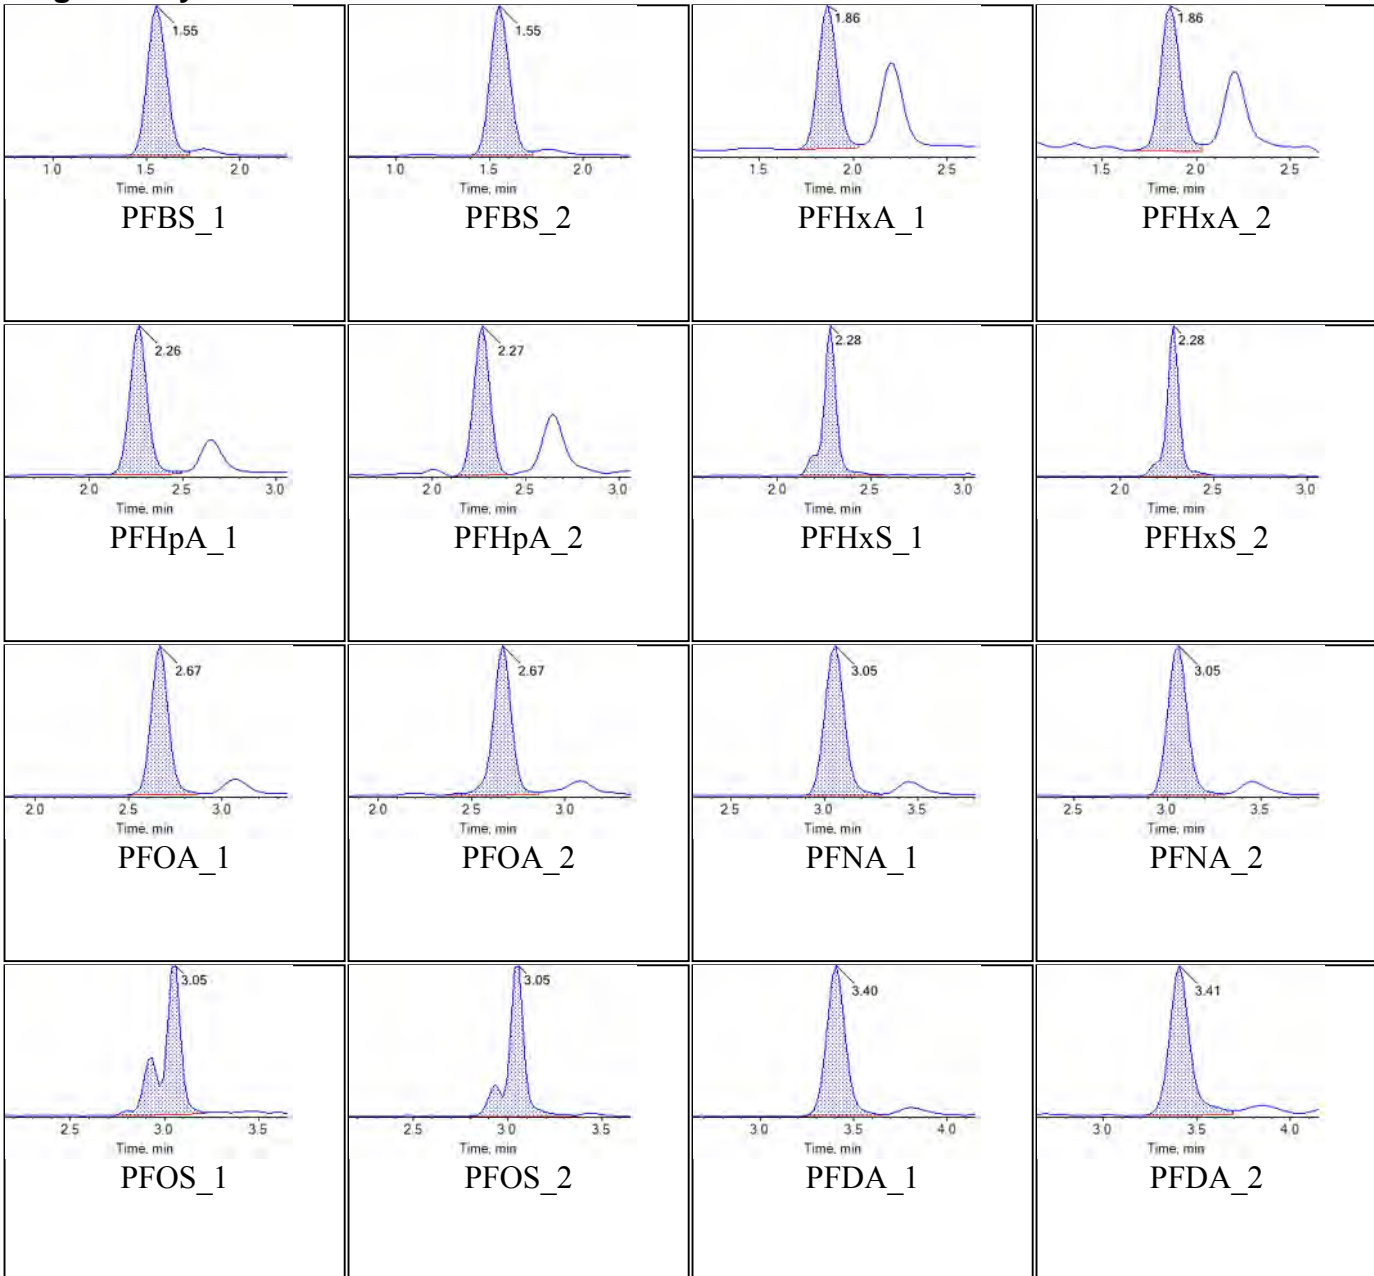 1.55
1.0 1.5 2.0
Time, min
PFBS_1
1.55
1.0 1.5 2.0
Time, min
PFBS_2
1.86
1.5 2.0 2.5
Time, min
PFHxA_1
1.86
1.5 2.0 2.5
Time, min
PFHxA_2
2.26
2.0 2.5 3.0
Time, min
PFHpA_1
2.27
2.0 2.5 3.0
Time, min
PFHpA_2
2.28
2.0 2.5 3.0
Time, min
PFHxS_1
2.28
2.0 2.5 3.0
Time, min
PFHxS_2
2.67
2.0 2.5 3.0
Time, min
PFOA_1
2.67
2.0 2.5 3.0
Time, min
PFOA_2
3.05
2.5 3.0 3.5
Time, min
PFNA_1
3.05
2.5 3.0 3.5
Time, min
PFNA_2
3.05
2.5 3.0 3.5
Time, min
PFOS_1
3.05
2.5 3.0 3.5
Time, min
PFOS_2
3.40
3.0 3.5 4.0
Time, min
PFDA_1
3.41
3.0 3.5 4.0
Time, min
PFDA_2